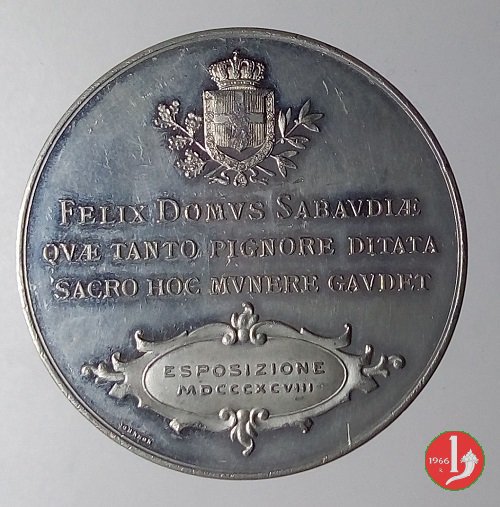 FELIX DOMVS SABAVDIÆ
QVÆ TANTO PIGNORE DITATA
SACRO HOC MVNERE GAVDET
ESPOSIZIONE
MDCCCXCVIII
1966